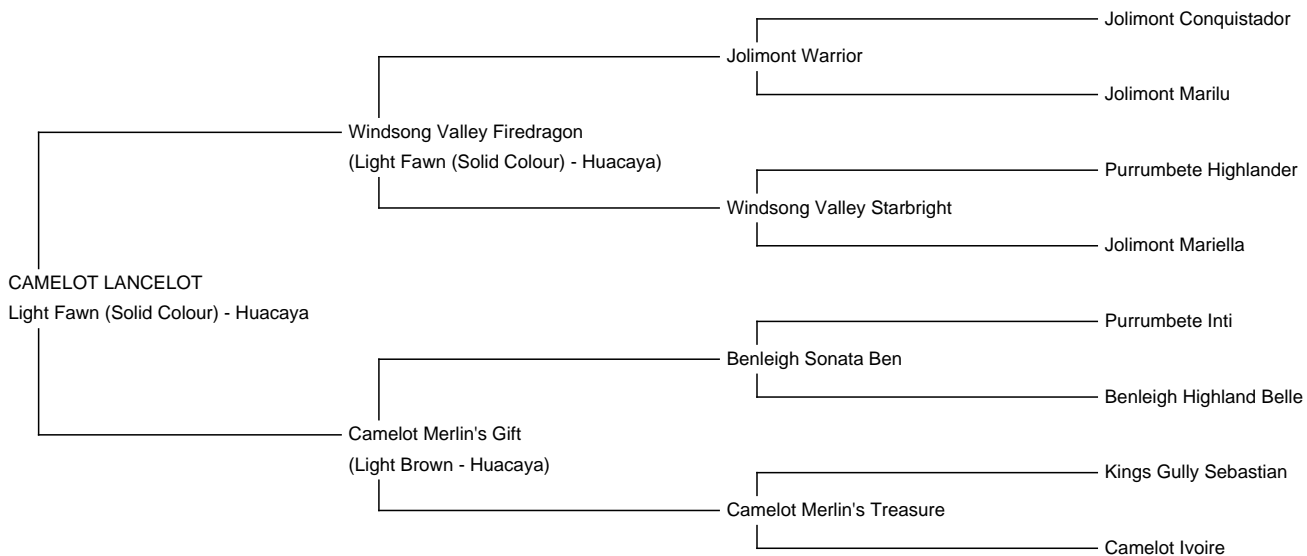 Jolimont Conquistador
Jolimont Warrior
Jolimont Marilu
Windsong Valley Firedragon
(Light Fawn (Solid Colour) - Huacaya)
Purrumbete Highlander
Windsong Valley Starbright
Jolimont Mariella
CAMELOT LANCELOT
Light Fawn (Solid Colour) - Huacaya
Purrumbete Inti
Benleigh Sonata Ben
Benleigh Highland Belle
Camelot Merlin's Gift
(Light Brown - Huacaya)
Kings Gully Sebastian
Camelot Merlin's Treasure
Camelot Ivoire